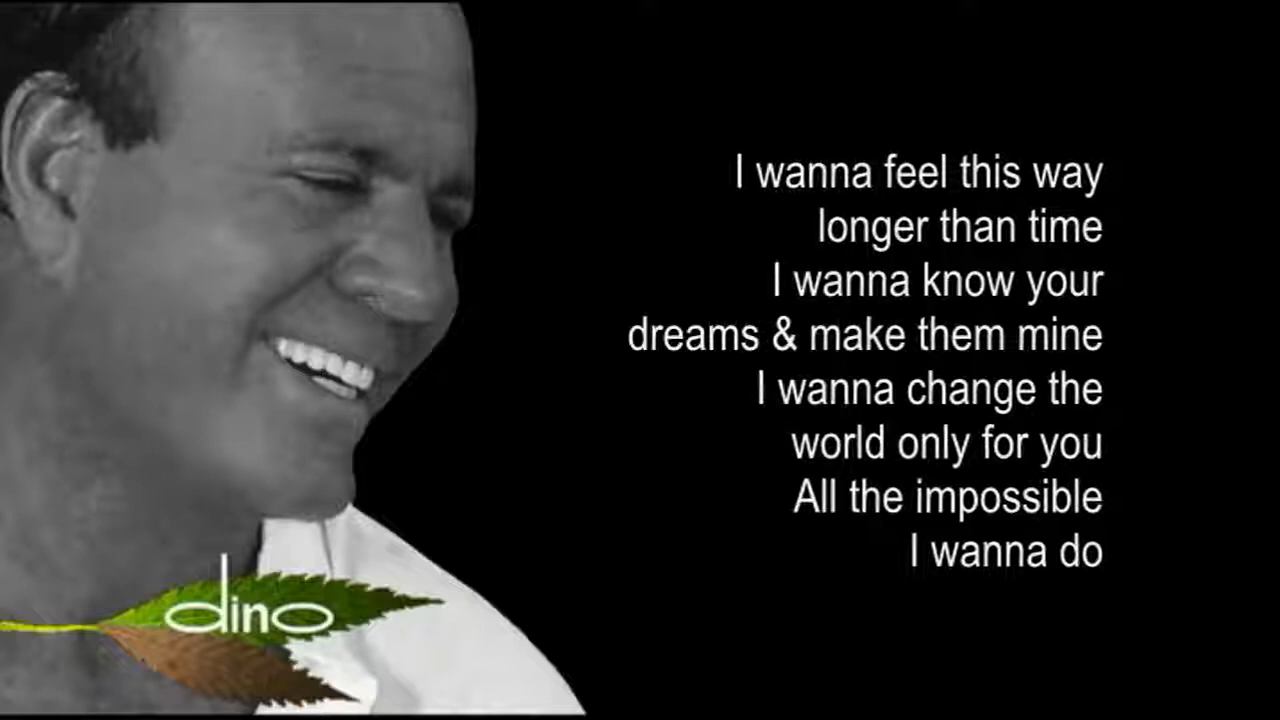 I wanna feel this way
longer than time
I wanna know your
dreams & make them mine
I wanna change the
world only for you
All the impossible
I wanna do
dino